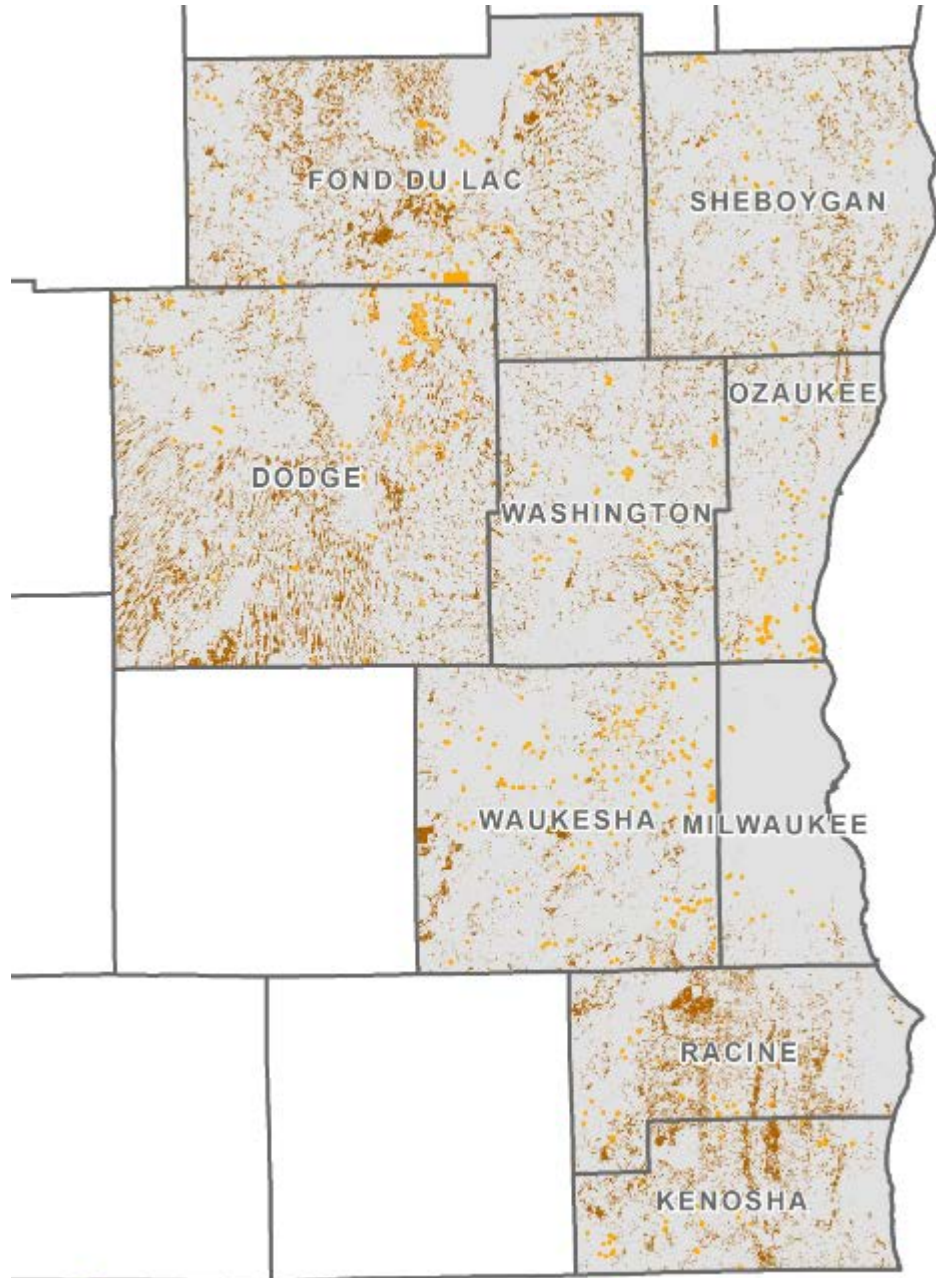 FOND DU LAC
SHEBOYGAN
OZAUKEE
DODGE
WASHINGTON
WAUKESHA
MILWAUKEE
RACINE
KENOSHA